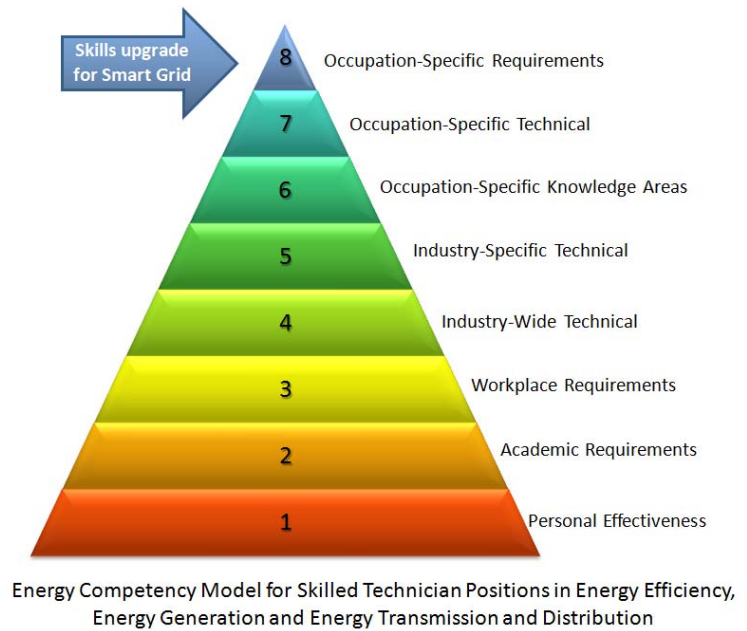 Skills upgrade
for Smart Grid
8
Occupation-Specific Requirements
7
Occupation-Specific Technical
6
Occupation-Specific Knowledge Areas
5
Industry-Specific Technical
4
Industry-Wide Technical
3
Workplace Requirements
2
Academic Requirements
1
Personal Effectiveness
Energy Competency Model for Skilled Technician Positions in Energy Efficiency,
Energy Generation and Energy Transmission and Distribution